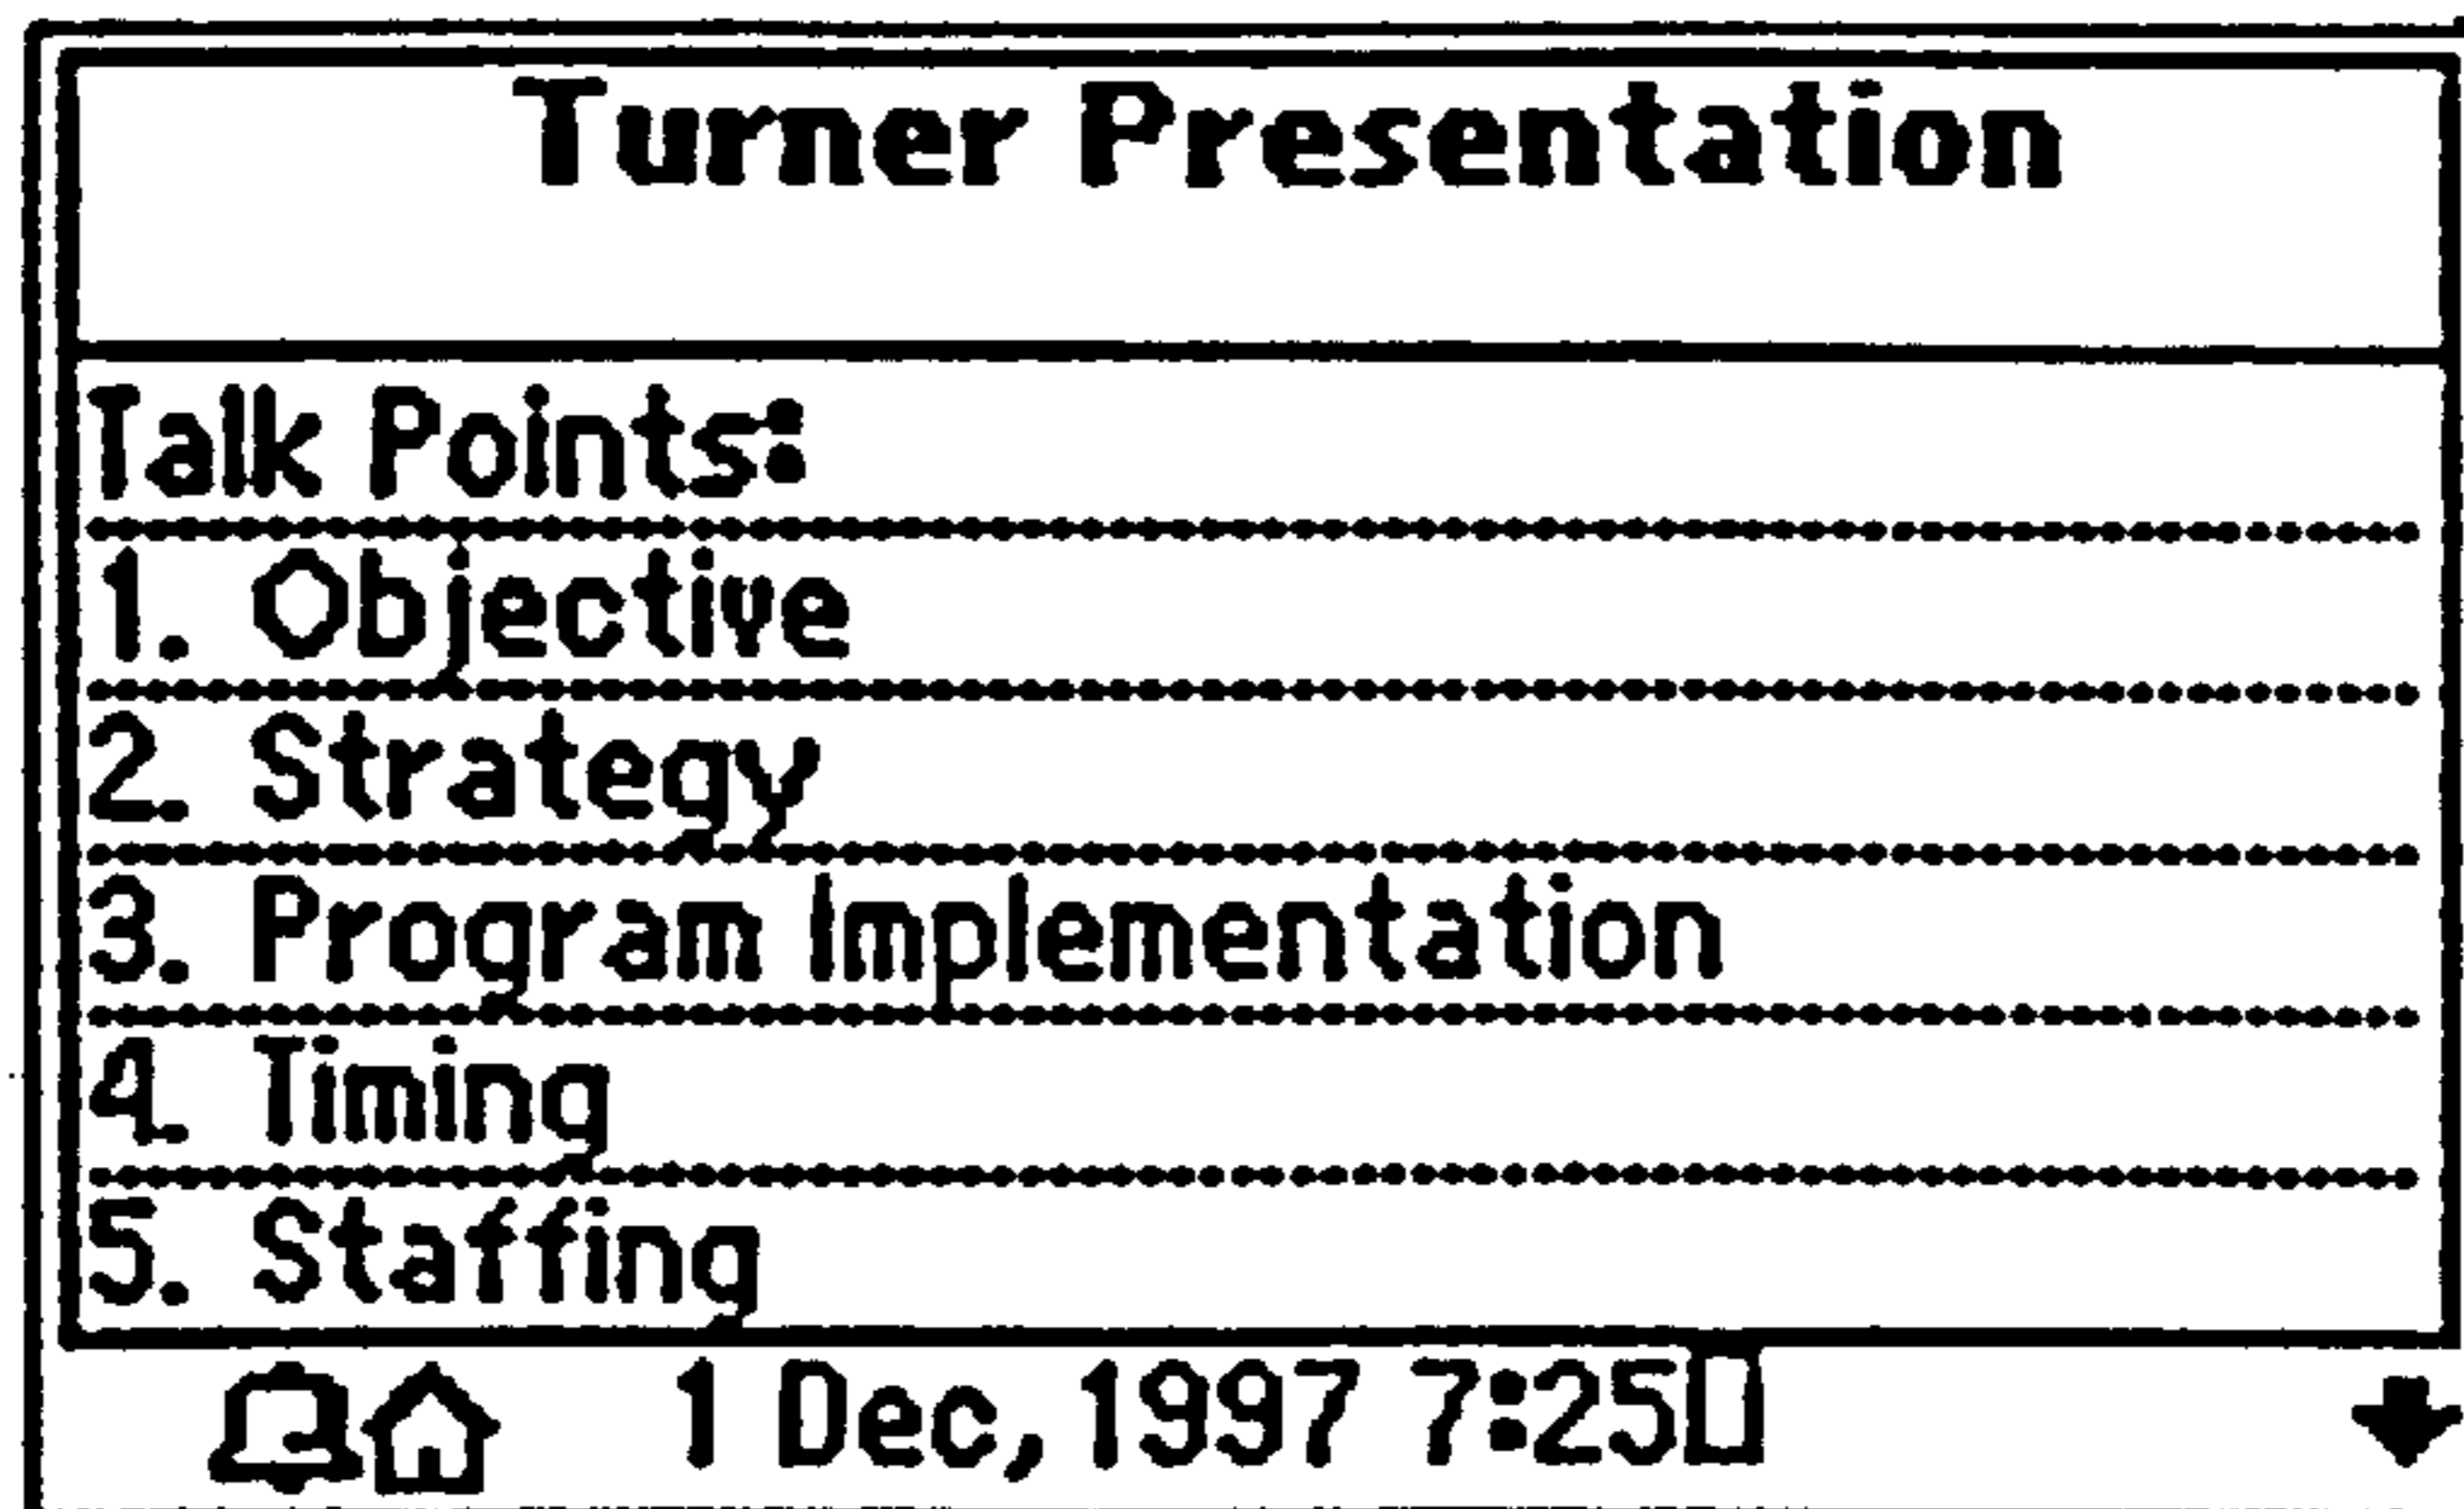 Turner Presentation
Talk Points:
1. Objective
2. Strategy
3. Program Implementation
4. Timing
5. Staffing
1 Dec, 1997 7:25